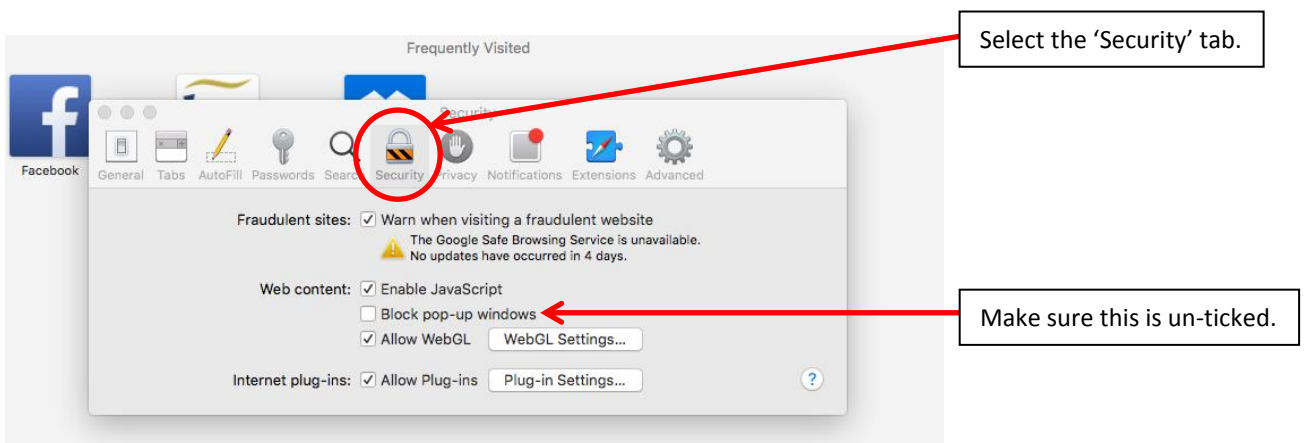 Select the ‘Security’ tab.
Frequently Visited
Security
Facebook
General Tabs AutoFill Passwords Search Security Privacy Notifications Extensions Advanced
Fraudulent sites: Warn when visiting a fraudulent website
The Google Safe Browsing Service is unavailable.
No updates have occurred in 4 days.
Web content: Enable JavaScript
Block pop-up windows
Make sure this is un-ticked.
Allow WebGL WebGL Settings...
Internet plug-ins: Allow Plug-ins Plug-in Settings... ?